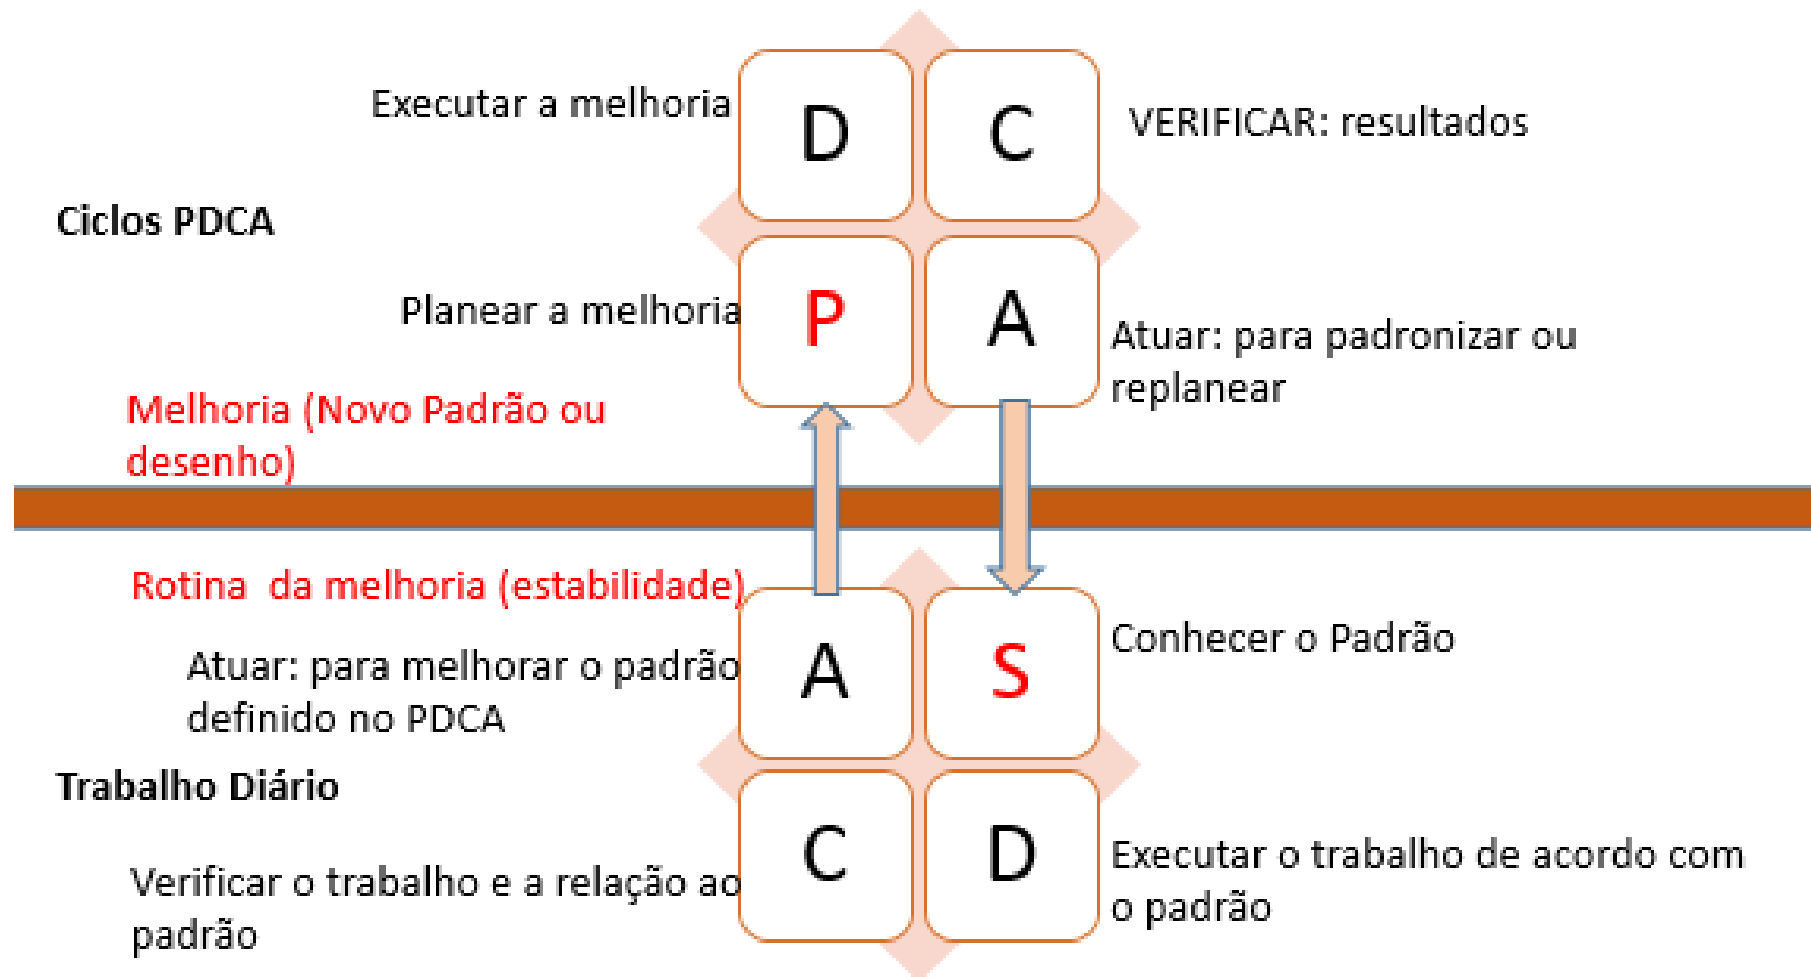 Executar a melhoria
D
C
VERIFICAR: resultados
Ciclos PDCA
Planear a melhoria
P
A
Atuar: para padronizar ou
replanear
Melhoria (Novo Padrão ou
desenho)
Rotina  da melhoria (estabilidade)
A
S
Conhecer o Padrão
Atuar: para melhorar o padrão
definido no PDCA
Trabalho Diário
C
D
Executar o trabalho de acordo com
o padrão
Verificar o trabalho e a relação ao
padrão